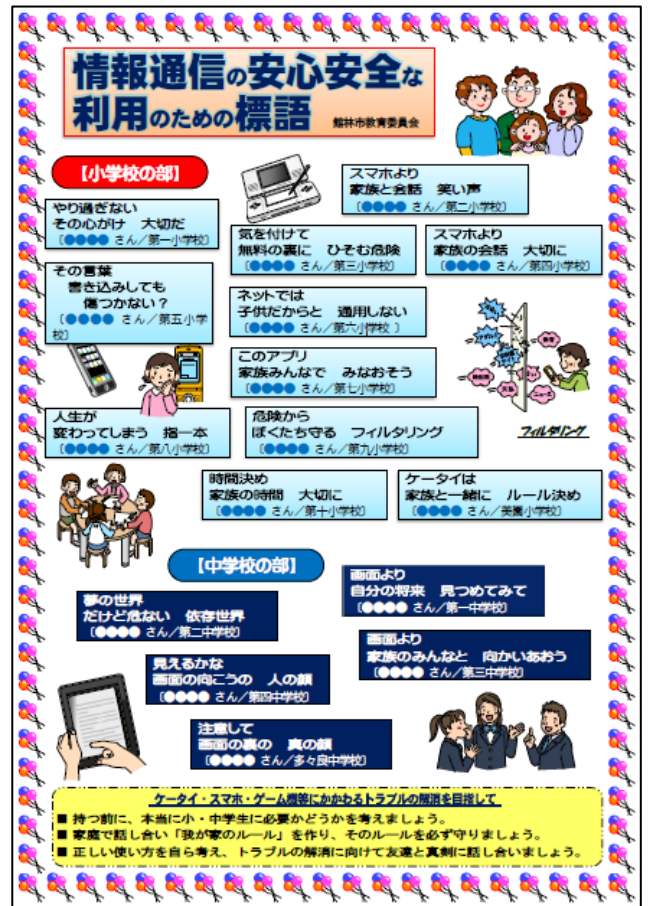 情報通信の安心安全な
利用のための標語
館林市教育委員会
【小学校の部】
スマホより
家族と会話　笑い声
〔●●●● さん／第二小学校〕
やり過ぎない
その心がけ　大切だ
〔●●●● さん／第一小学校〕
気を付けて
無料の裏に　ひそむ危険
〔●●●● さん／第三小学校〕
スマホより
家族の会話　大切に
〔●●●● さん／第四小学校〕
その言葉
書き込みしても
傷つかない？
〔●●●● さん／第五小学
校〕
ネットでは
子供だからと　通用しない
〔●●●● さん／第六小学校 〕
このアプリ
家族みんなで　みなおそう
〔●●●● さん／第七小学校〕
フィルタリング
人生が
変わってしまう　指一本
〔●●●● さん／第八小学校〕
危険から
ぼくたち守る　フィルタリング
〔●●●● さん／第九小学校〕
時間決め
家族の時間　大切に
〔●●●● さん／第十小学校〕
ケータイは
家族と一緒に　ルール決め
〔●●●● さん／美園小学校〕
【中学校の部】
画面より
自分の将来　見つめてみて
〔●●●● さん／第一中学校〕
夢の世界
だけど危ない　依存世界
〔●●●● さん／第二中学校〕
画面より
家族のみんなと　向かいあおう
〔●●●● さん／第三中学校〕
見えるかな
画面の向こうの　人の顔
〔●●●● さん／第四中学校〕
注意して
画面の裏の　真の顔
〔●●●● さん／多々良中学校〕
ケータイ・スマホ・ゲーム機等にかかわるトラブルの解消を目指して
■ 持つ前に、本当に小・中学生に必要かどうかを考えましょう。
■ 家庭で話し合い「我が家のルール」を作り、そのルールを必ず守りましょう。
■ 正しい使い方を自ら考え、トラブルの解消に向けて友達と真剣に話し合いましょう。